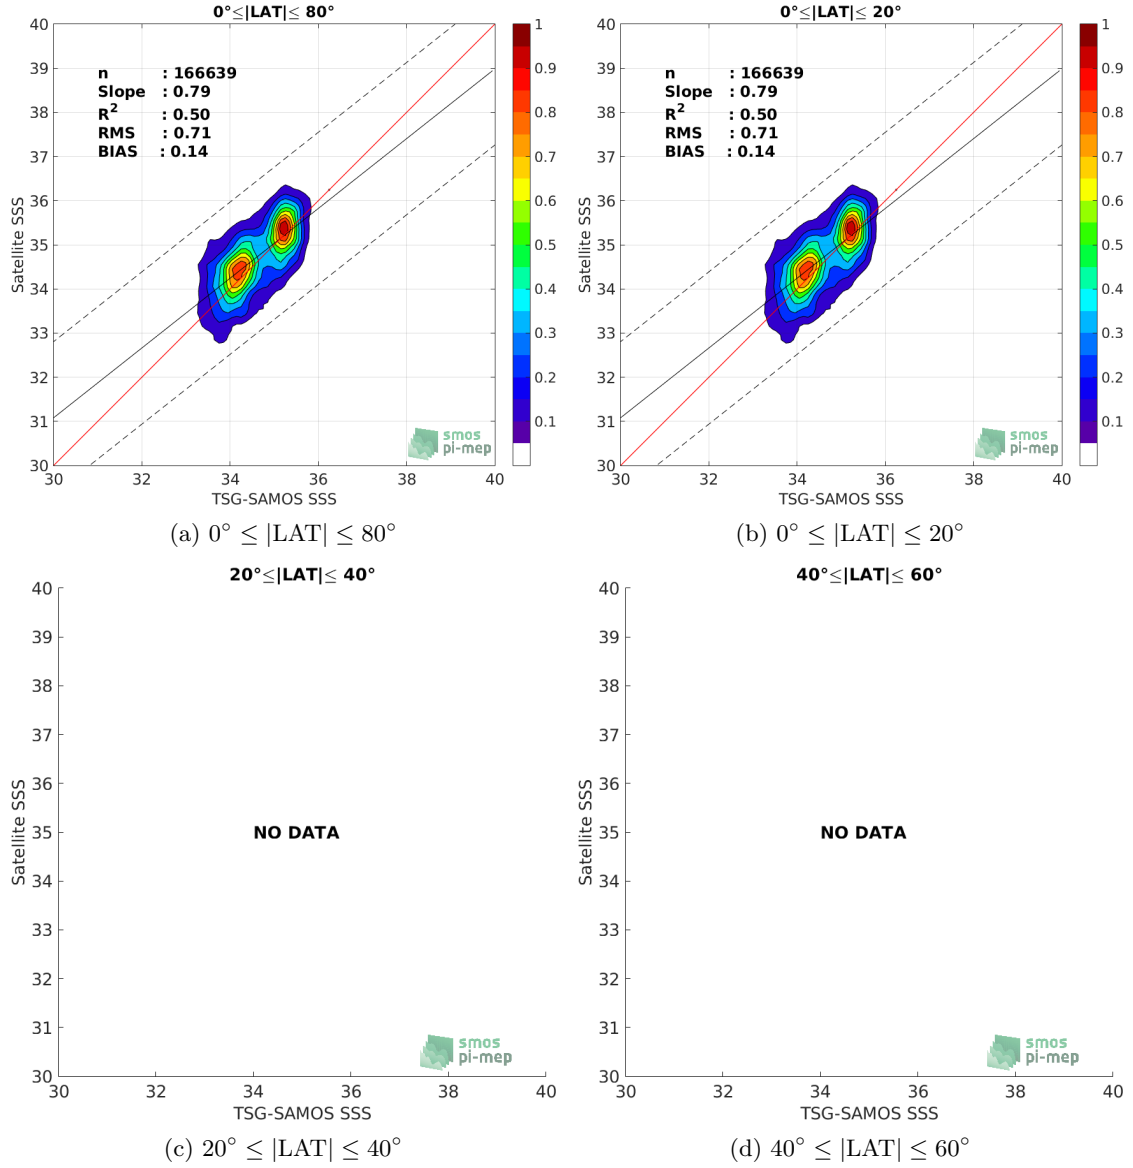 0°≤|LAT|≤ 80°
40
39
38
37
36
35
34
33
32
31
30
Satellite SSS
n : 166639
Slope : 0.79
R2 : 0.50
RMS : 0.71
BIAS : 0.14
smos
pi-mep
30 32 34 36 38 40
TSG-SAMOS SSS
1
0.9
0.8
0.7
0.6
0.5
0.4
0.3
0.2
0.1
(a) 0° ≤ |LAT| ≤ 80°
0°≤|LAT|≤ 20°
40
39
38
37
36
35
34
33
32
31
30
Satellite SSS
n : 166639
Slope : 0.79
R2 : 0.50
RMS : 0.71
BIAS : 0.14
smos
pi-mep
30 32 34 36 38 40
TSG-SAMOS SSS
1
0.9
0.8
0.7
0.6
0.5
0.4
0.3
0.2
0.1
(b) 0° ≤ |LAT| ≤ 20°
20°≤|LAT|≤ 40°
40
39
38
37
36
35
34
33
32
31
30
Satellite SSS
NO DATA
smos
pi-mep
30 32 34 36 38 40
TSG-SAMOS SSS
(c) 20° ≤ |LAT| ≤ 40°
40°≤|LAT|≤ 60°
40
39
38
37
36
35
34
33
32
31
30
Satellite SSS
NO DATA
smos
pi-mep
30 32 34 36 38 40
TSG-SAMOS SSS
(d) 40° ≤ |LAT| ≤ 60°